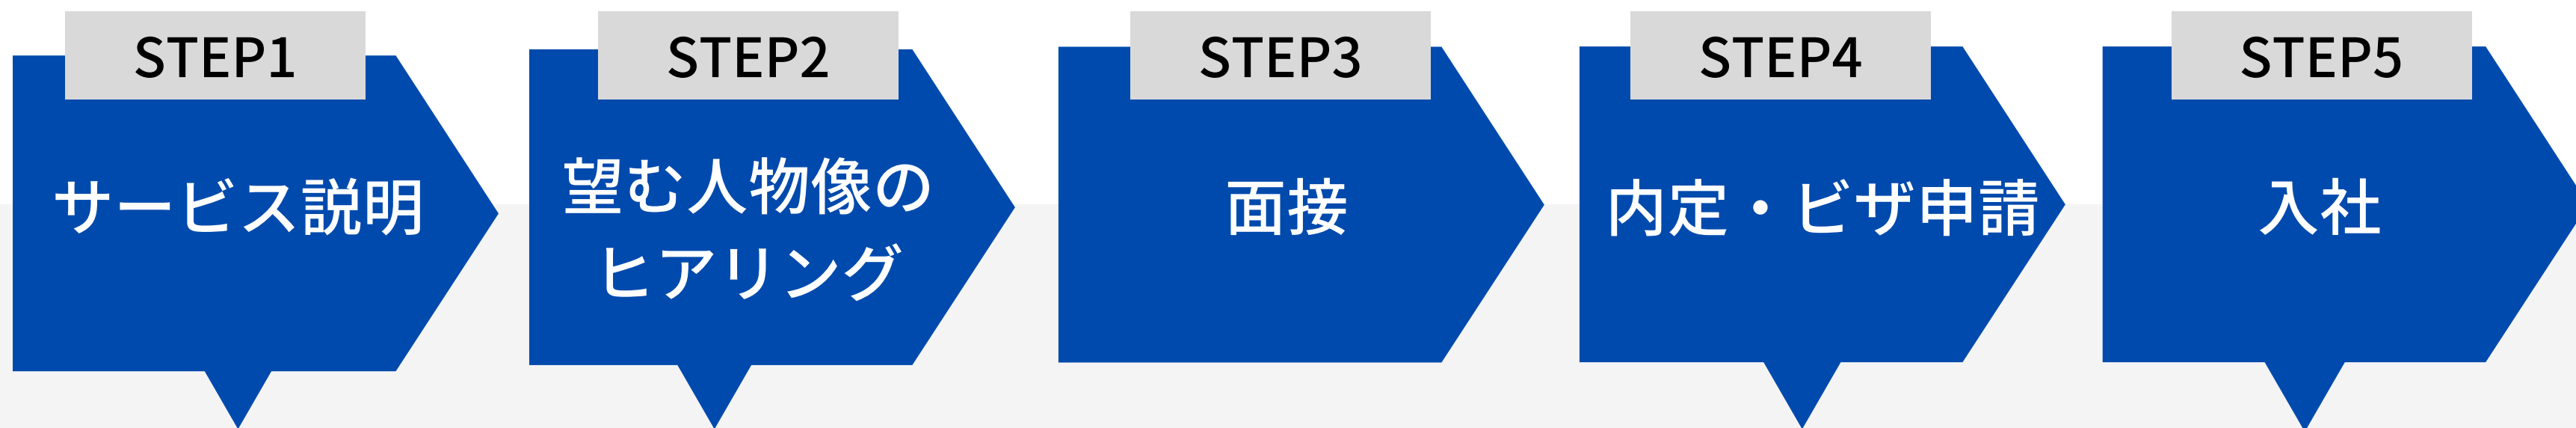 STEP1
サービス説明
STEP2
望む人物像の
ヒアリング
STEP3
面接
STEP4
内定・ビザ申請
STEP5
入社